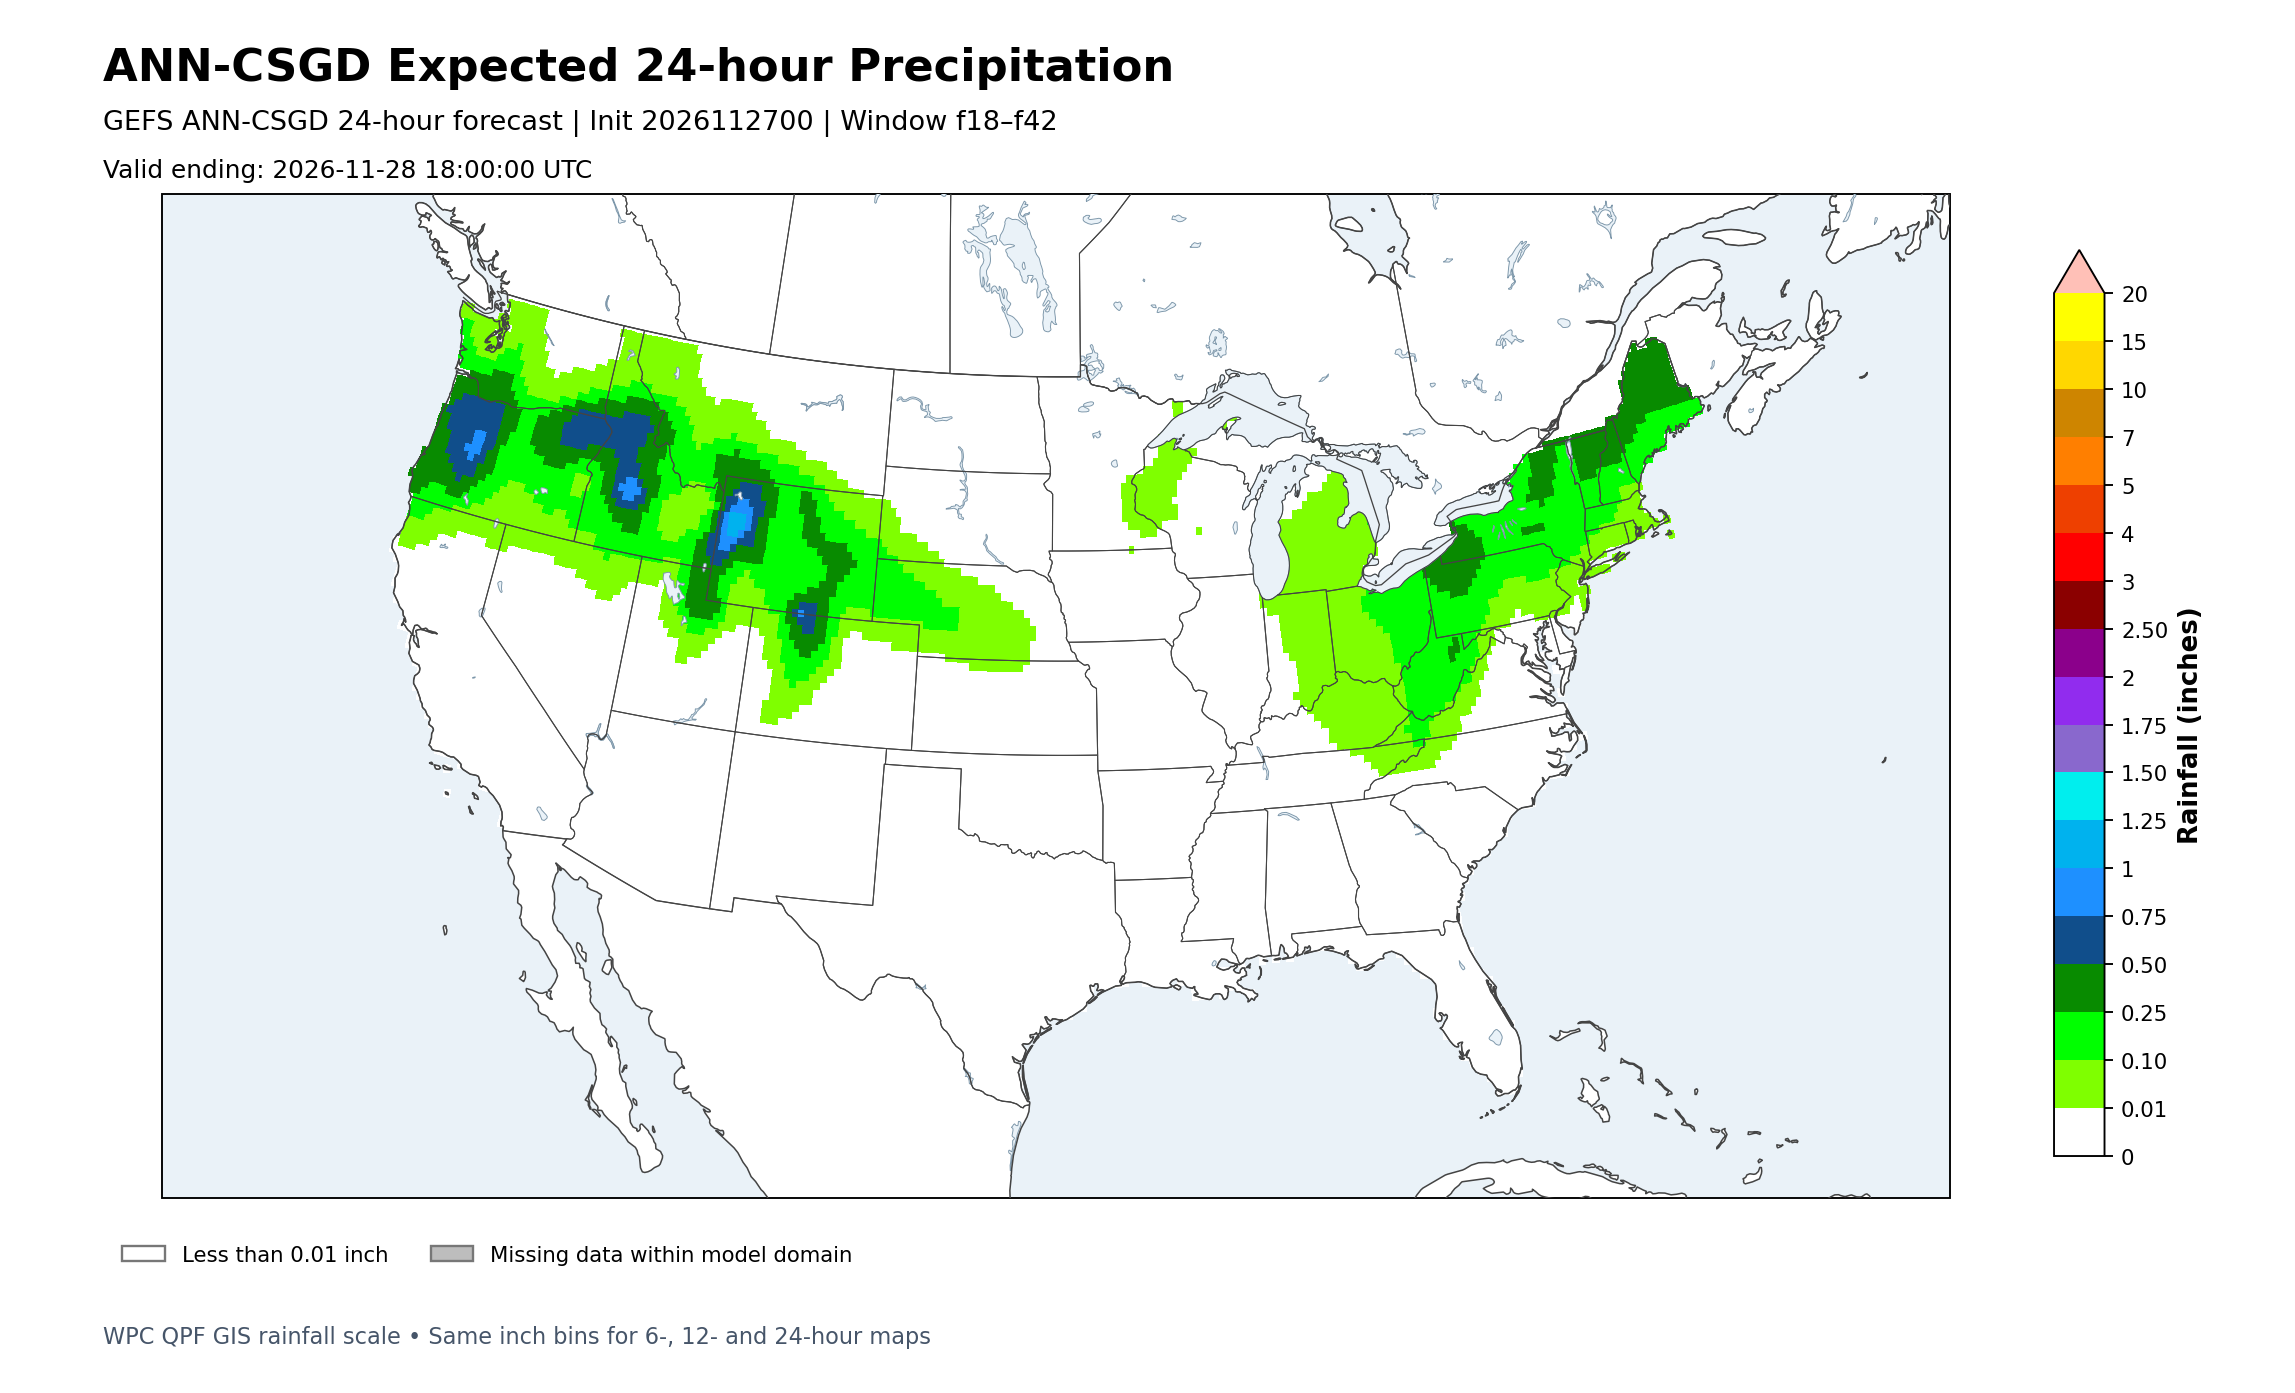 ANN-CSGD Expected 24-hour Precipitation
GEFS ANN-CSGD 24-hour forecast | Init 2026112700 | Window f18–f42
Valid ending: 2026-11-28 18:00:00 UTC
20
15
10
7
5
4
3
2.50
2
1.75
1.50
1.25
1
0.75
0.50
0.25
0.10
0.01
0
Rainfall (inches)
Less than 0.01 inch
Missing data within model domain
WPC QPF GIS rainfall scale • Same inch bins for 6-, 12- and 24-hour maps